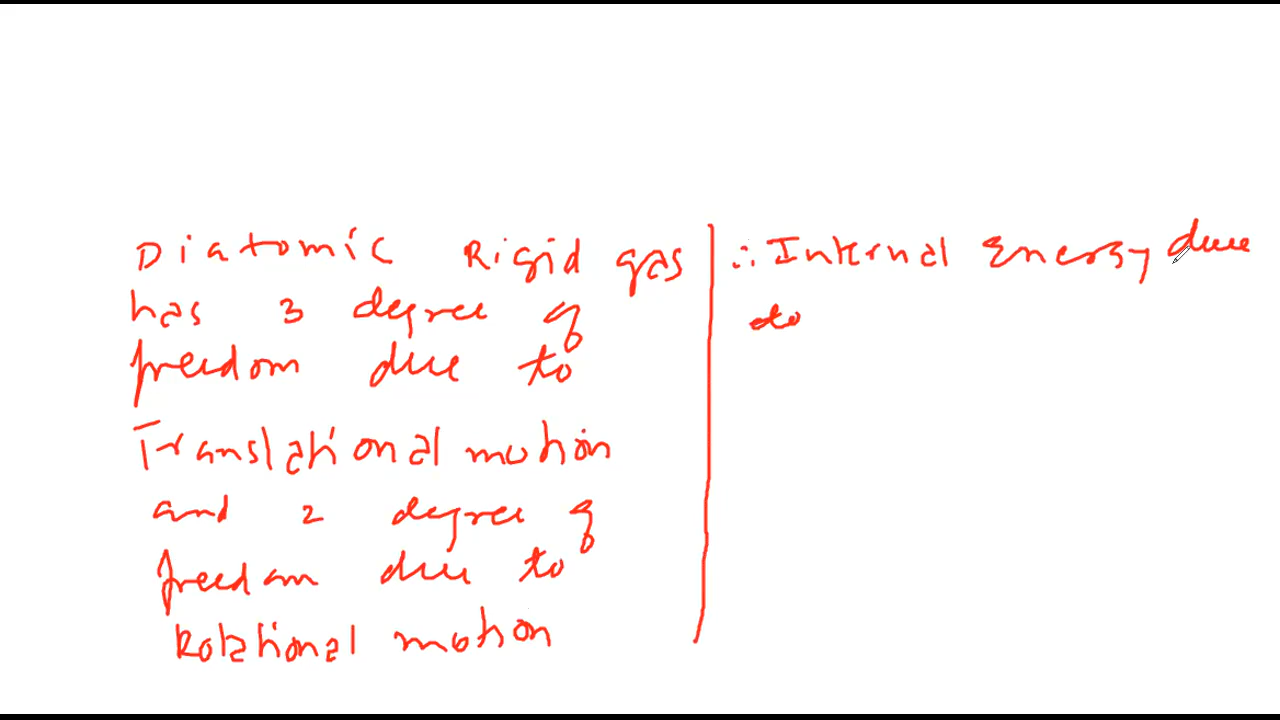 Diatomic Rigid gas
has 3 degree of
freedom due to
Translational motion
and 2 degree of
freedom due to
Rotational motion
∴ Internal Energy due
to